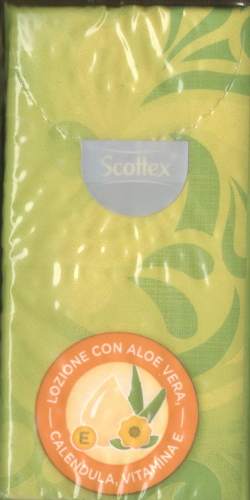 Scottex®
LOZIONE CON ALOE VERA,
CALENDULA, VITAMINA E
E